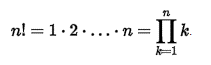 n! = 1 · 2 · . . . . · n = ∏_{k=1}^{n} k.